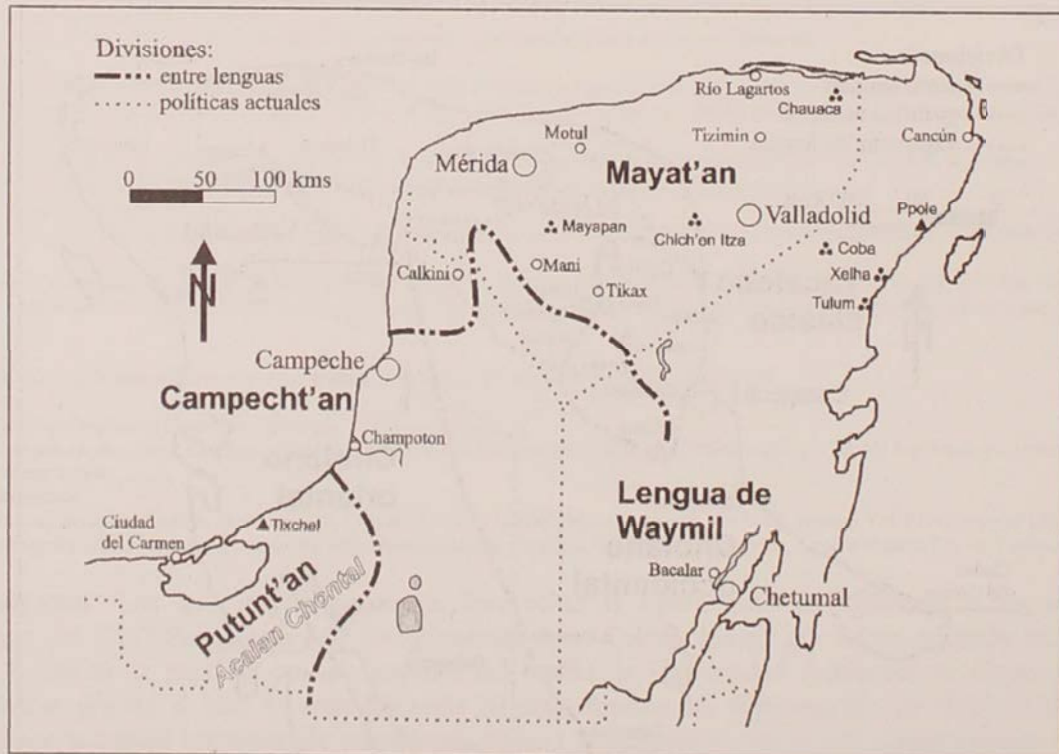 Divisiones:
entre lenguas
políticas actuales
0 50 100 kms
N
Río Lagartos
Chauaca
Motul
Tizimin
Cancún
Mérida
Mayat'an
Valladolid
Ppole
Mayapan
Chich'on Itza
Coba
Calkini
Mani
Xelha
Tikax
Tulum
Campeche
Campecht'an
Champoton
Lengua de
Waymil
Tixchel
Ciudad
del Carmen
Bacalar
Chetumal
Putunt'an
Acalan Chontal